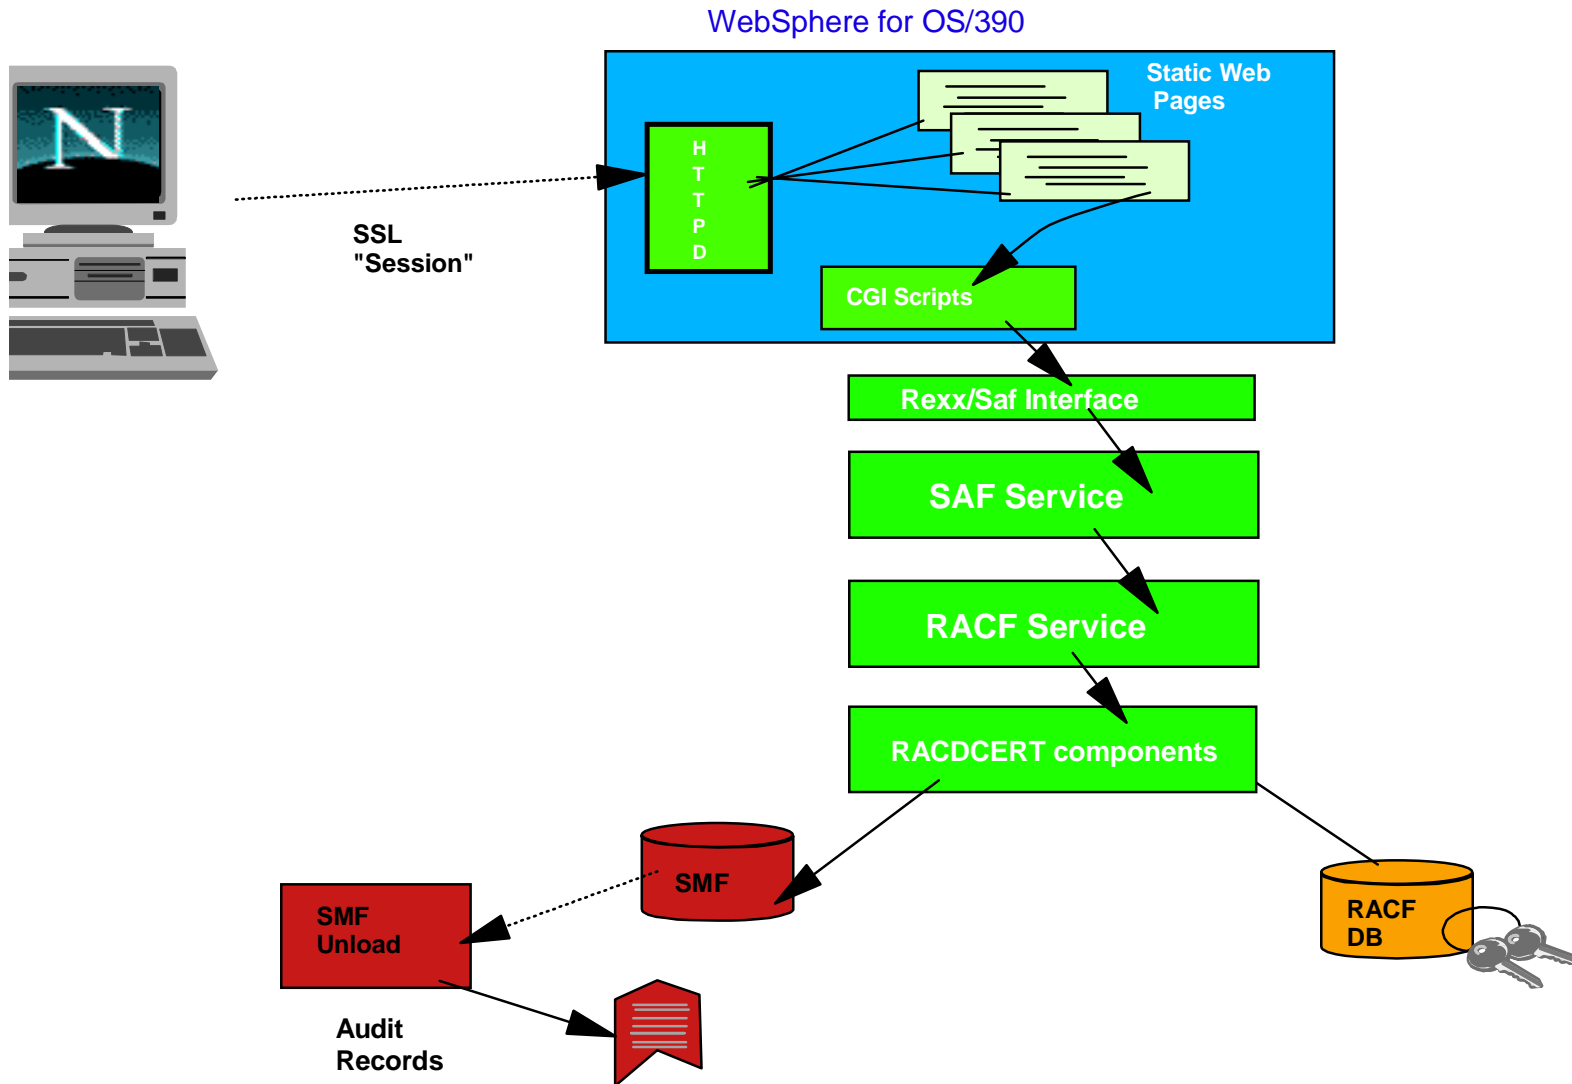 WebSphere for OS/390
Static Web
Pages
N
H
T
T
P
D
SSL
"Session"
CGI Scripts
Rexx/Saf Interface
SAF Service
RACF Service
RACDCERT components
SMF
SMF
Unload
RACF
DB
Audit
Records